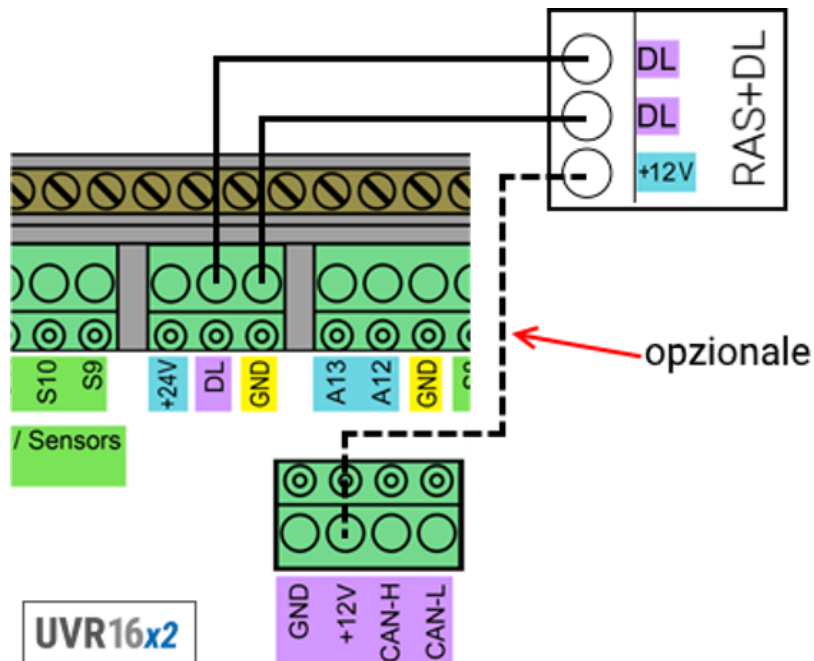 DL
DL
+12V
RAS+DL
opzionale
S10
S9
+24V
DL
GND
A13
A12
GND
/ Sensors
GND
+12V
CAN-H
CAN-L
UVR16x2